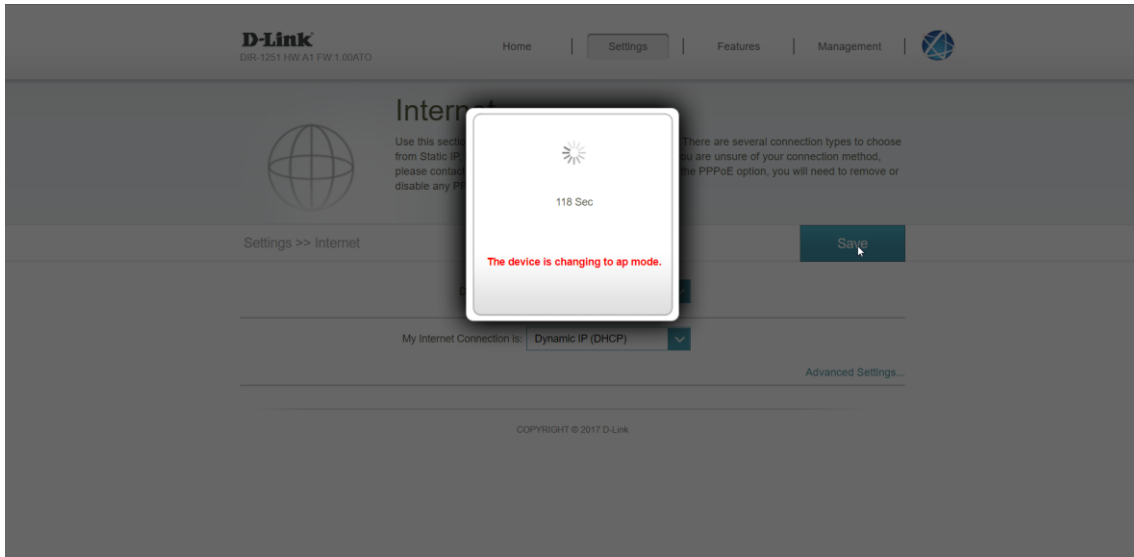 D-Link
DIR-1251 HW:A1 FW:1.00ATO
Home | Settings | Features | Management |
Intern
Use this sectio
There are several connection types to choose
from Static IP,
ou are unsure of your connection method,
please contac
he PPPoE option, you will need to remove or
disable any PP
118 Sec
Settings >> Internet
Save
The device is changing to ap mode.
My Internet Connection is: Dynamic IP (DHCP)
Advanced Settings...
COPYRIGHT © 2017 D-Link